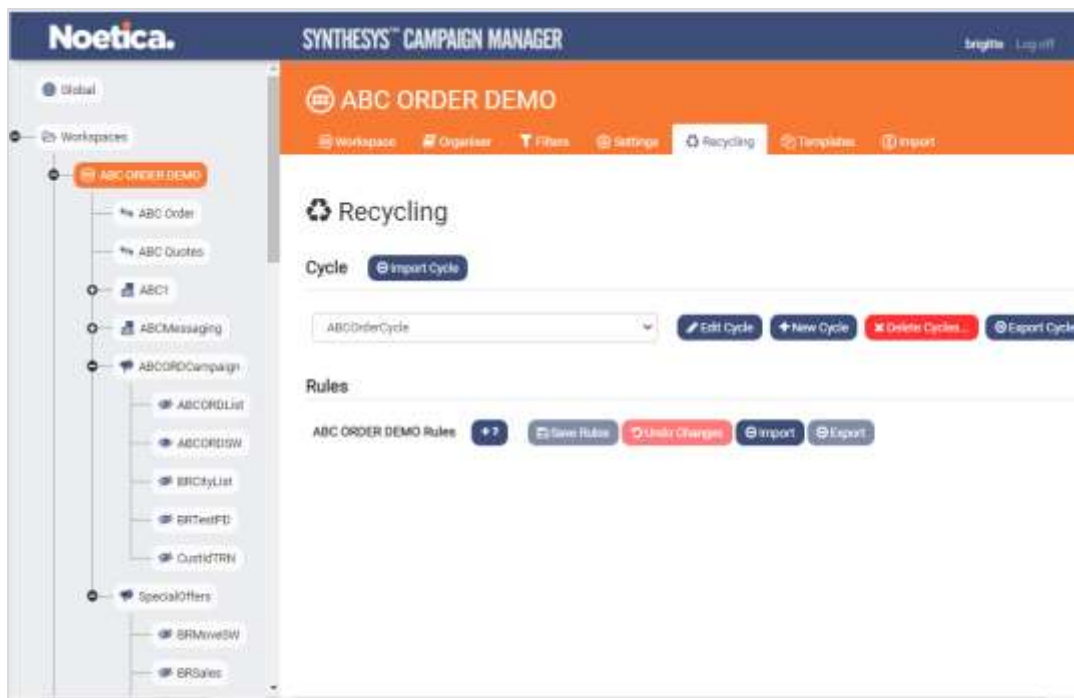 Noetica.
SYNTHESYS™ CAMPAIGN MANAGER
brigitte Log off
Global
Workspaces
ABC ORDER DEMO
ABC Order
ABC Quotes
ABC1
ABCMessaging
ABCORDCampaign
ABCORDList
ABCORDSW
BRCityList
BRTestPD
CustIdTRN
SpecialOffers
BRMoveSW
BRSales
ABC ORDER DEMO
Workspace Organiser Filters Settings Recycling Templates Import
Recycling
Cycle Import Cycle
ABCOrderCycle Edit Cycle New Cycle Delete Cycles... Export Cycle
Rules
ABC ORDER DEMO Rules + ? Save Rules Undo Changes Import Export